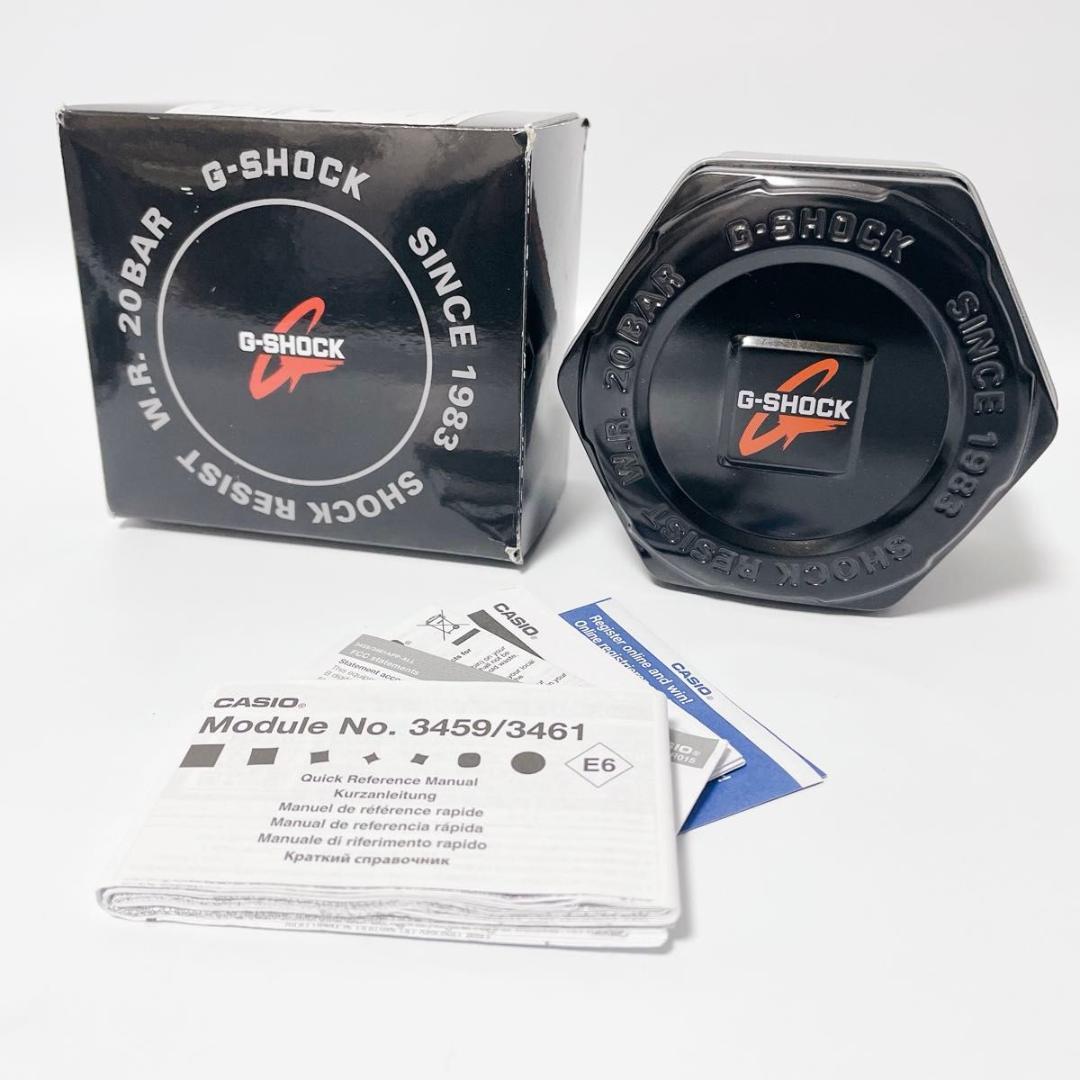 G-SHOCK
SINCE 1983
SHOCK RESIST
W.R. 20BAR
G-SHOCK
G-SHOCK
SINCE 1983
SHOCK RESIST
W.R. 20BAR
G-SHOCK
CASIO®
FCC statements
CASIO®
Register online and win!
CASIO®
Module No. 3459/3461
E6
Quick Reference Manual
Kurzanleitung
Manuel de référence rapide
Manual de referencia rápida
Manuale di riferimento rapido
Краткий справочник